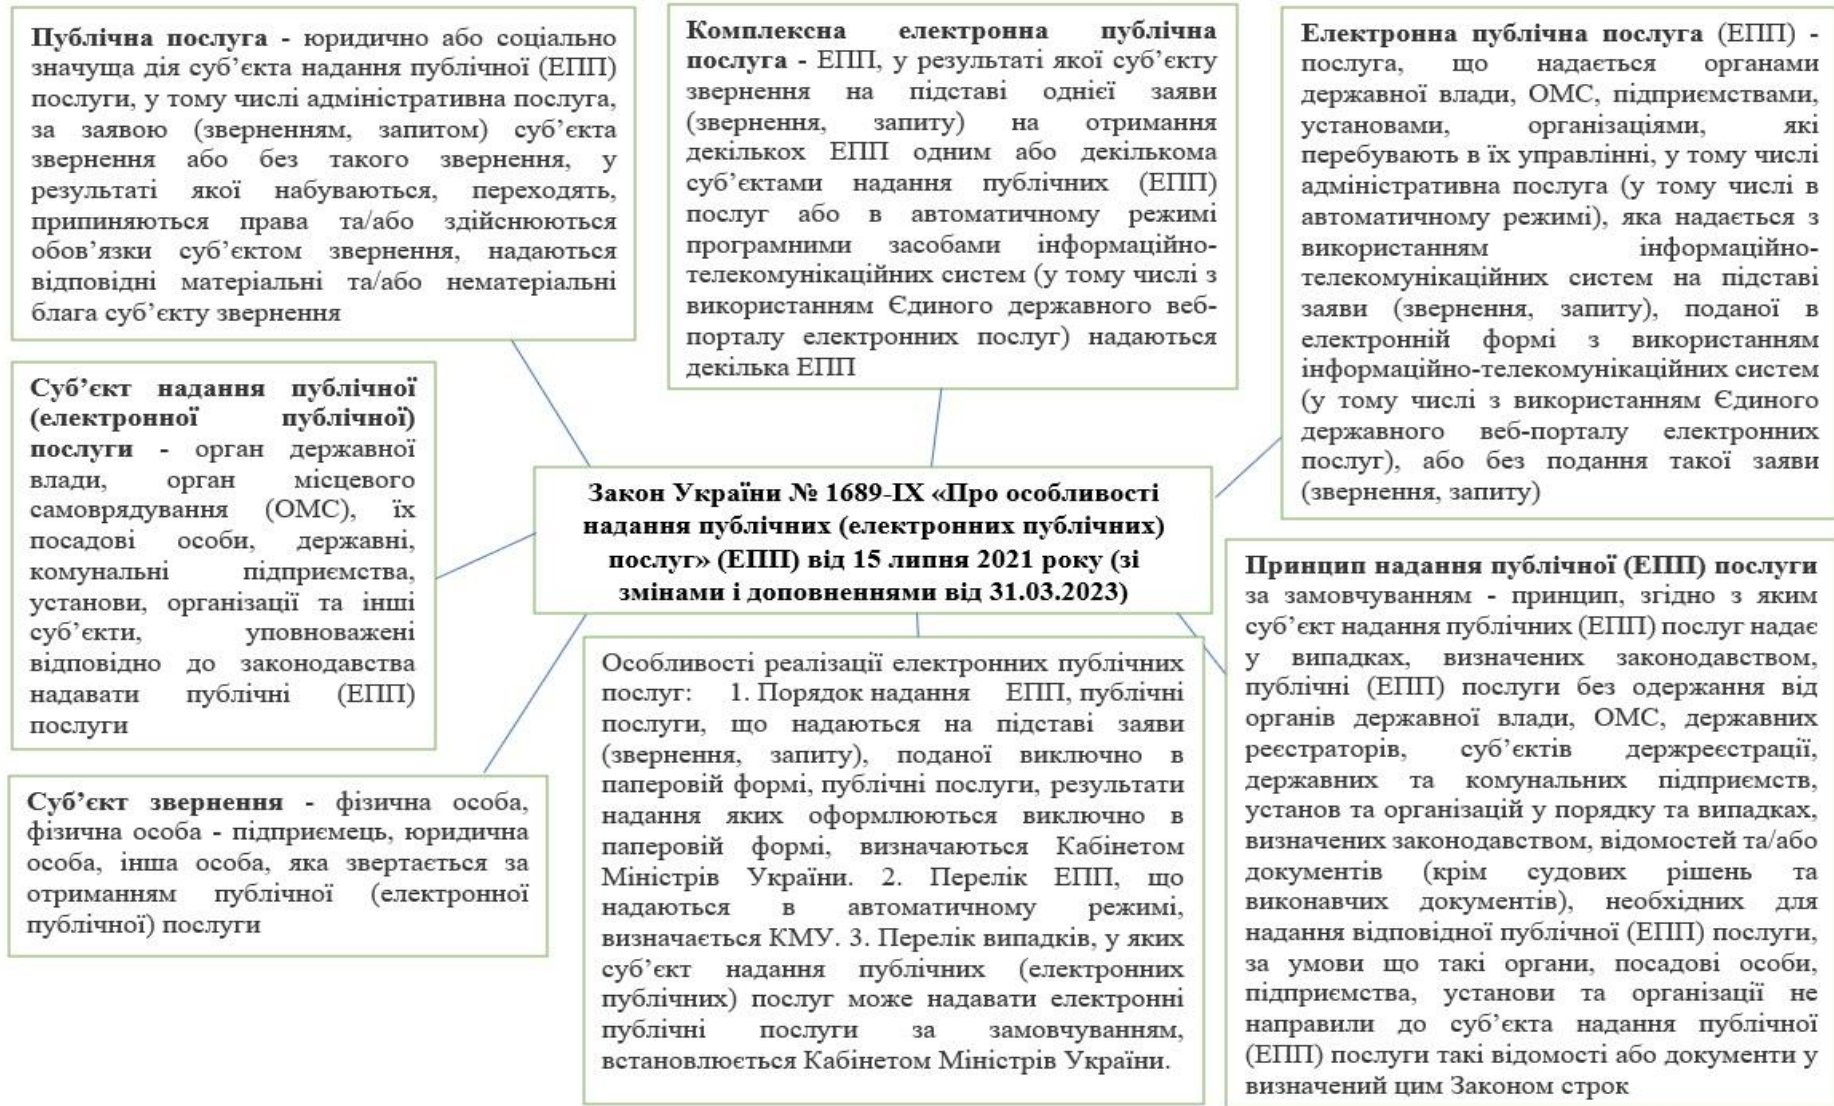 Публічна послуга - юридично або соціально
значуща дія суб’єкта надання публічної (ЕПП)
послуги, у тому числі адміністративна послуга,
за заявою (зверненням, запитом) суб’єкта
звернення або без такого звернення, у
результаті якої набуваються, переходять,
припиняються права та/або здійснюються
обов’язки суб’єктом звернення, надаються
відповідні матеріальні та/або нематеріальні
блага суб’єкту звернення
Комплексна електронна публічна
послуга - ЕПП, у результаті якої суб’єкту
звернення на підставі однієї заяви
(звернення, запиту) на отримання
декількох ЕПП одним або декількома
суб’єктами надання публічних (ЕПП)
послуг або в автоматичному режимі
програмними засобами інформаційно-
телекомунікаційних систем (у тому числі з
використанням Єдиного державного веб-
порталу електронних послуг) надаються
декілька ЕПП
Електронна публічна послуга (ЕПП) -
послуга, що надається органами
державної влади, ОМС, підприємствами,
установами, організаціями, які
перебувають в їх управлінні, у тому числі
адміністративна послуга (у тому числі в
автоматичному режимі), яка надається з
використанням інформаційно-
телекомунікаційних систем на підставі
заяви (звернення, запиту), поданої в
електронній формі з використанням
інформаційно-телекомунікаційних систем
(у тому числі з використанням Єдиного
державного веб-порталу електронних
послуг), або без подання такої заяви
(звернення, запиту)
Суб’єкт надання публічної
(електронної публічної)
послуги - орган державної
влади, орган місцевого
самоврядування (ОМС), їх
посадові особи, державні,
комунальні підприємства,
установи, організації та інші
суб’єкти, уповноважені
відповідно до законодавства
надавати публічні (ЕПП)
послуги
Закон України № 1689-IX «Про особливості
надання публічних (електронних публічних)
послуг» (ЕПП) від 15 липня 2021 року (зі
змінами і доповненнями від 31.03.2023)
Суб’єкт звернення - фізична особа,
фізична особа - підприємець, юридична
особа, інша особа, яка звертається за
отриманням публічної (електронної
публічної) послуги
Особливості реалізації електронних публічних
послуг: 1. Порядок надання ЕПП, публічні
послуги, що надаються на підставі заяви
(звернення, запиту), поданої виключно в
паперовій формі, публічні послуги, результати
надання яких оформлюються виключно в
паперовій формі, визначаються Кабінетом
Міністрів України. 2. Перелік ЕПП, що
надаються в автоматичному режимі,
визначається КМУ. 3. Перелік випадків, у яких
суб’єкт надання публічних (електронних
публічних) послуг може надавати електронні
публічні послуги за замовчуванням,
встановлюється Кабінетом Міністрів України.
Принцип надання публічної (ЕПП) послуги
за замовчуванням - принцип, згідно з яким
суб’єкт надання публічних (ЕПП) послуг надає
у випадках, визначених законодавством,
публічні (ЕПП) послуги без одержання від
органів державної влади, ОМС, державних
реєстраторів, суб’єктів держреєстрації,
державних та комунальних підприємств,
установ та організацій у порядку та випадках,
визначених законодавством, відомостей та/або
документів (крім судових рішень та
виконавчих документів), необхідних для
надання відповідної публічної (ЕПП) послуги,
за умови що такі органи, посадові особи,
підприємства, установи та організації не
направили до суб’єкта надання публічної
(ЕПП) послуги такі відомості або документи у
визначений цим Законом строк